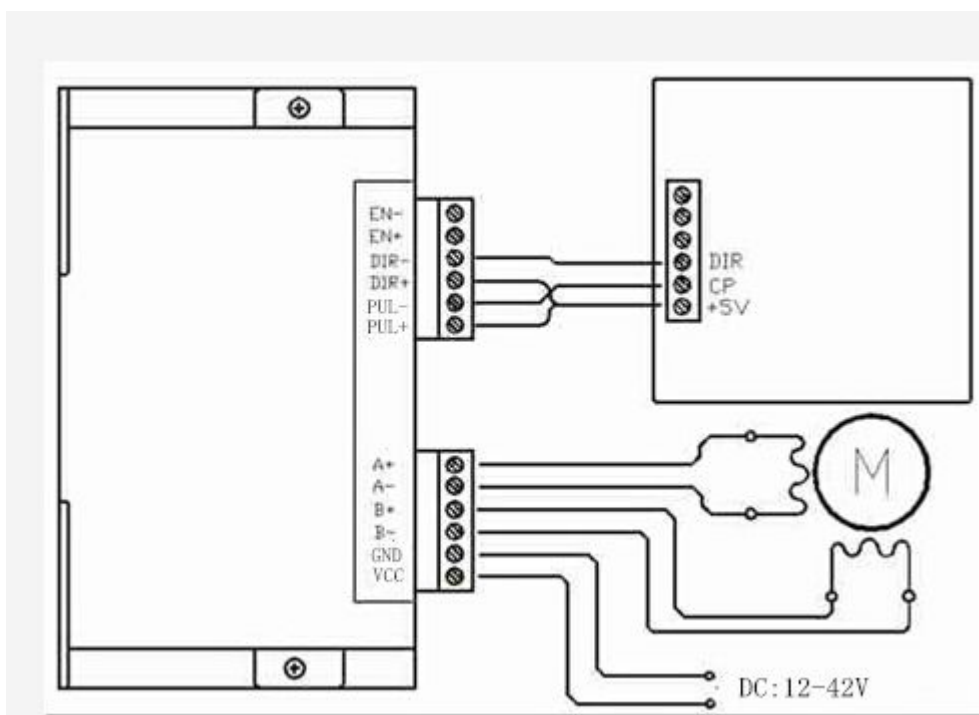 EN-
EN+
DIR-
DIR+
PUL-
PUL+
DIR
CP
+5V
A+
A-
B+
B-
GND
VCC
M
DC:12-42V